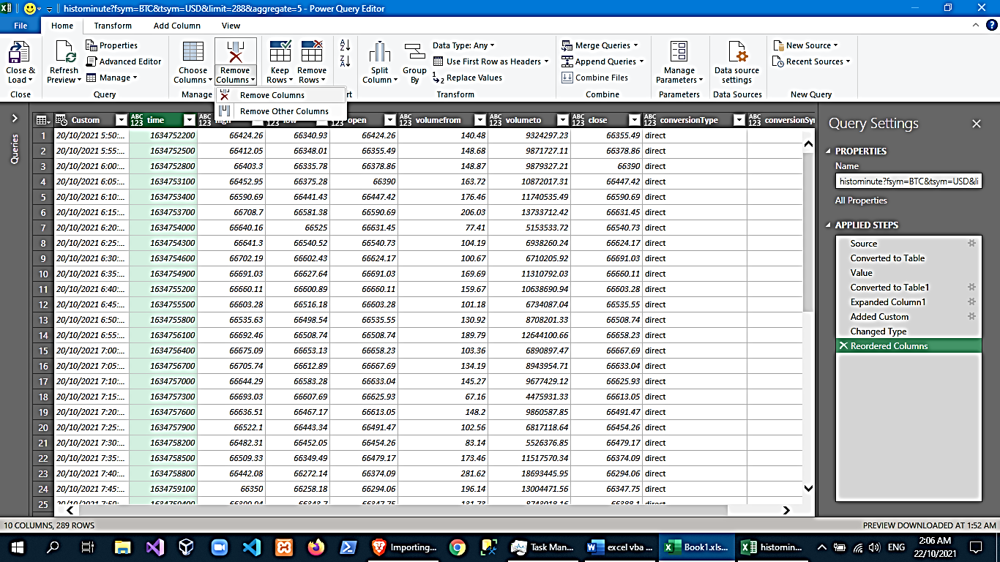 histominute?fsym=BTC&tsym=USD&limit=288&aggregate=5 - Power Query Editor
File Home Transform Add Column View
Close & Load
Close
Refresh Preview
Properties
Advanced Editor
Manage
Query
Choose Columns
Remove Columns
Manage
Keep Rows
Remove Rows
Split Column
Group By
Data Type: Any
Use First Row as Headers
Replace Values
Transform
Merge Queries
Append Queries
Combine Files
Combine
Manage Parameters
Parameters
Data source settings
Data Sources
New Source
Recent Sources
New Query
Remove Columns
Remove Other Columns
Queries
Custom ABC 123 time ABC 123 ABC 123 open ABC 123 volumefrom ABC 123 volumeto ABC 123 close ABC 123 conversionType ABC 123 conversionSyn
1 20/10/2021 5:50:... 1634752200 66424.26 66340.93 66424.26 140.48 9324297.23 66355.49 direct
2 20/10/2021 5:55:... 1634752500 66412.05 66348.01 66355.49 148.68 9871727.11 66378.86 direct
3 20/10/2021 6:00:... 1634752800 66403.3 66335.78 66378.86 148.87 9879327.21 66390 direct
4 20/10/2021 6:05:... 1634753100 66452.95 66375.28 66390 163.72 10872017.31 66447.42 direct
5 20/10/2021 6:10:... 1634753400 66590.69 66441.43 66447.42 176.46 11740535.49 66590.69 direct
6 20/10/2021 6:15:... 1634753700 66708.7 66581.38 66590.69 206.03 13733712.42 66631.45 direct
7 20/10/2021 6:20:... 1634754000 66640.16 66525 66631.45 77.41 5153533.72 66540.73 direct
8 20/10/2021 6:25:... 1634754300 66641.3 66540.52 66540.73 104.19 6938260.24 66624.17 direct
9 20/10/2021 6:30:... 1634754600 66702.19 66602.43 66624.17 100.67 6710205.92 66691.03 direct
10 20/10/2021 6:35:... 1634754900 66691.03 66627.64 66691.03 169.69 11310792.03 66660.11 direct
11 20/10/2021 6:40:... 1634755200 66660.11 66600.89 66660.11 159.67 10638690.94 66603.28 direct
12 20/10/2021 6:45:... 1634755500 66603.28 66516.18 66603.28 101.18 6734087.04 66535.55 direct
13 20/10/2021 6:50:... 1634755800 66535.63 66498.54 66535.55 130.92 8708201.33 66508.74 direct
14 20/10/2021 6:55:... 1634756100 66692.46 66508.74 66508.74 189.79 12644100.66 66658.23 direct
15 20/10/2021 7:00:... 1634756400 66675.09 66653.13 66658.23 103.36 6890897.47 66667.69 direct
16 20/10/2021 7:05:... 1634756700 66705.74 66612.89 66667.69 134.19 8943954.71 66633.04 direct
17 20/10/2021 7:10:... 1634757000 66644.29 66583.28 66633.04 145.27 9677429.12 66625.93 direct
18 20/10/2021 7:15:... 1634757300 66693.03 66607.69 66625.93 67.16 4475931.33 66613.05 direct
19 20/10/2021 7:20:... 1634757600 66636.51 66467.17 66613.05 148.2 9860587.85 66491.47 direct
20 20/10/2021 7:25:... 1634757900 66522.1 66443.34 66491.47 102.56 6817118.64 66454.26 direct
21 20/10/2021 7:30:... 1634758200 66482.31 66452.05 66454.26 83.14 5526376.85 66479.17 direct
22 20/10/2021 7:35:... 1634758500 66509.33 66349.49 66479.17 173.46 11517570.34 66374.09 direct
23 20/10/2021 7:40:... 1634758800 66442.08 66272.14 66374.09 281.62 18693445.95 66294.06 direct
24 20/10/2021 7:45:... 1634759100 66350 66258.18 66294.06 196.14 13004471.56 66347.75 direct
25
Query Settings
PROPERTIES
Name
histominute?fsym=BTC&tsym=USD&li
All Properties
APPLIED STEPS
Source
Converted to Table
Value
Converted to Table1
Expanded Column1
Added Custom
Changed Type
Reordered Columns
10 COLUMNS, 289 ROWS
PREVIEW DOWNLOADED AT 1:52 AM
Importing... Task Man... excel vba ... Book1.xls... histomin... ENG
2:06 AM
22/10/2021